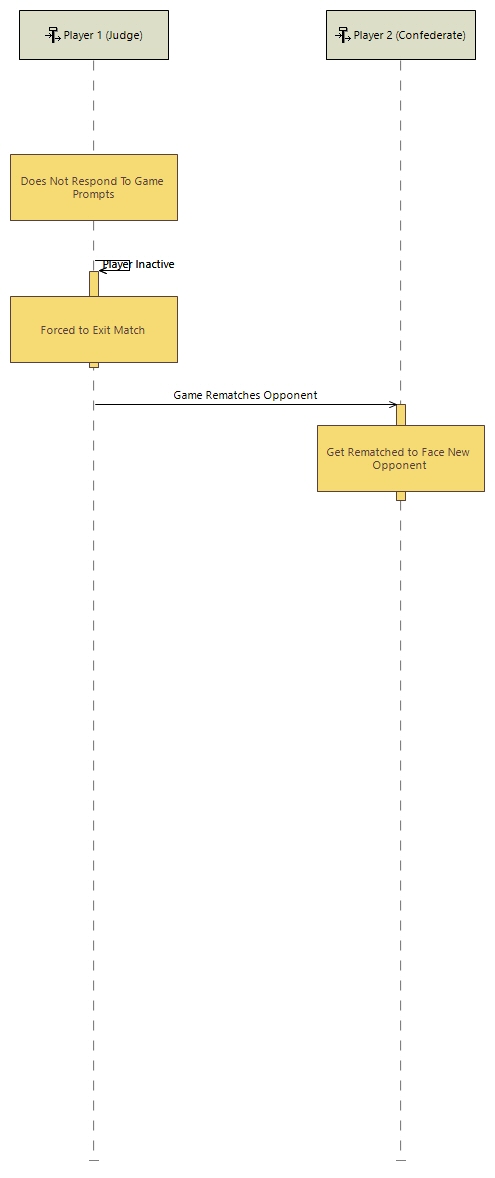 Player 1 (Judge)
Player 2 (Confederate)
Does Not Respond To Game
Prompts
Player Inactive
Forced to Exit Match
Game Rematches Opponent
Get Rematched to Face New
Opponent